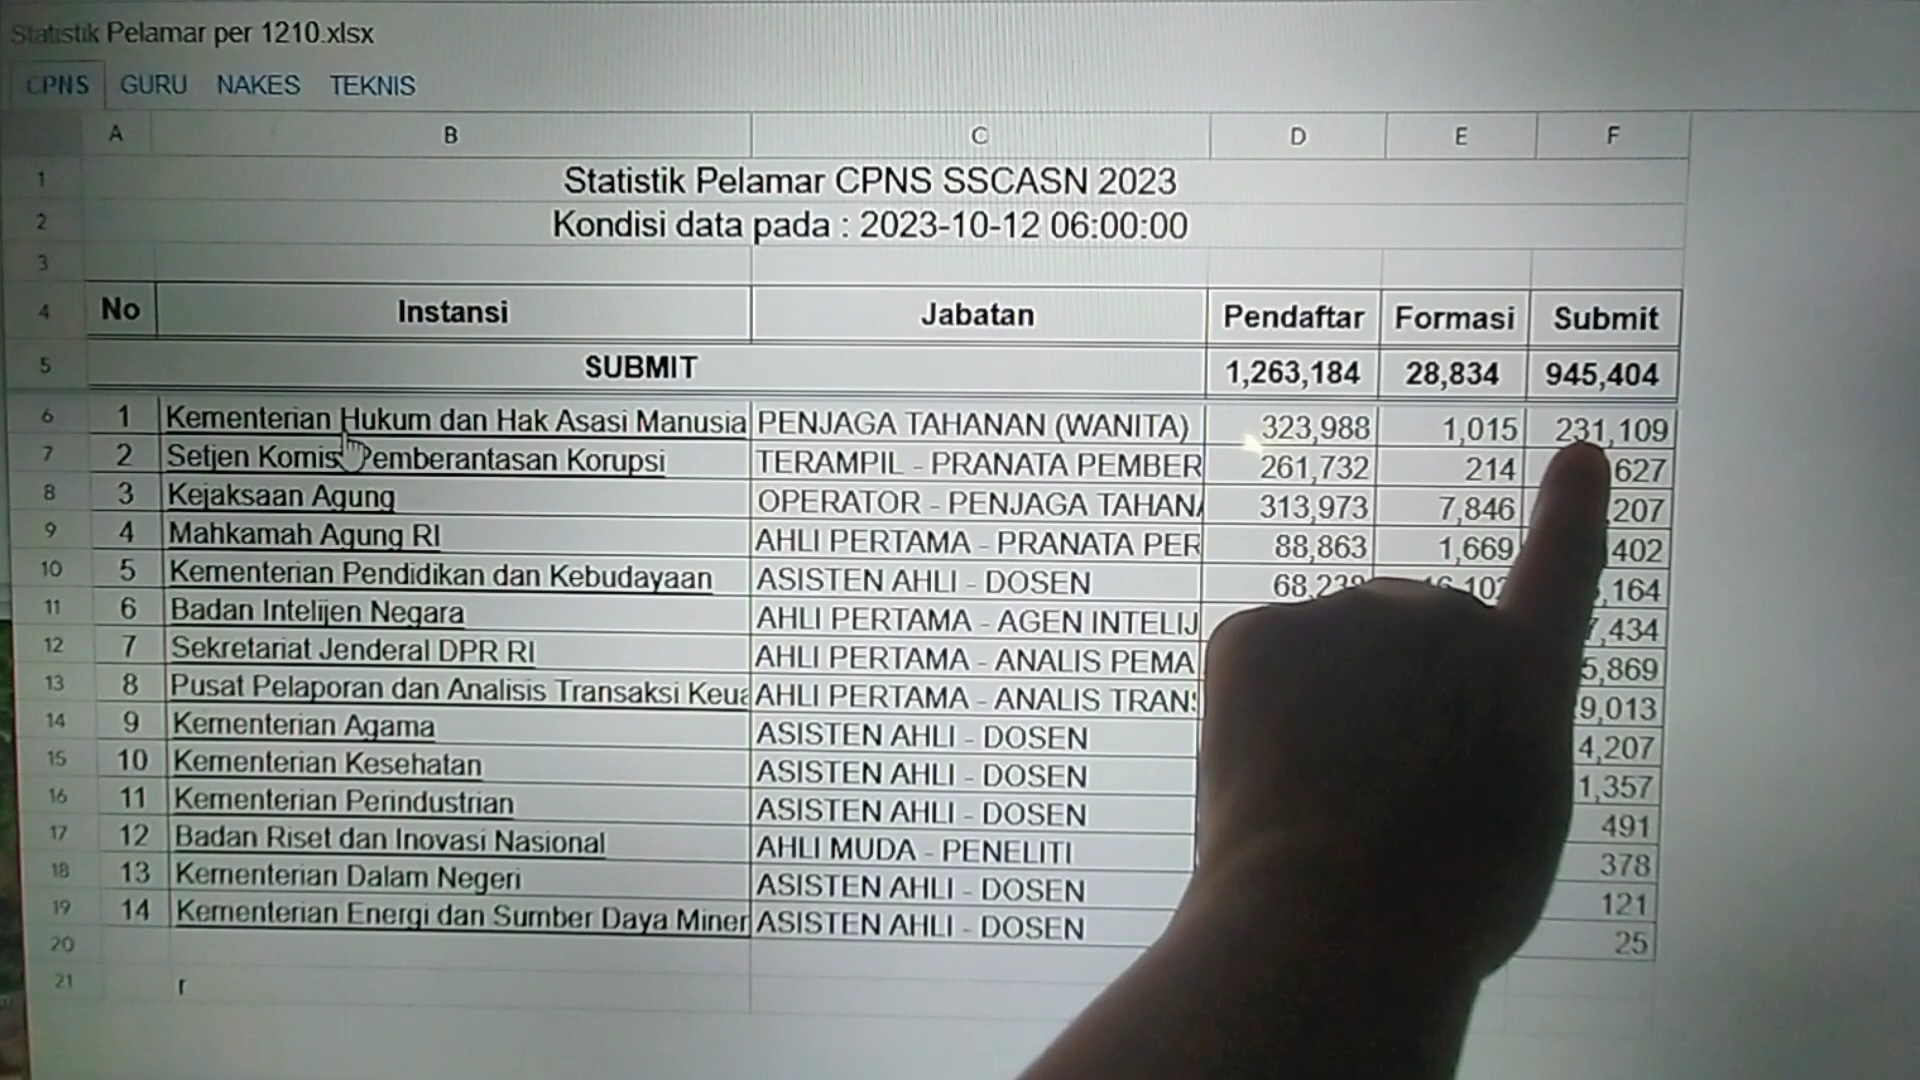 Statistik Pelamar per 1210.xlsx
CPNS GURU NAKES TEKNIS
A B C D E F
1 Statistik Pelamar CPNS SSCASN 2023
2 Kondisi data pada : 2023-10-12 06:00:00
3
4 No Instansi Jabatan Pendaftar Formasi Submit
5 SUBMIT 1,263,184 28,834 945,404
6 1 Kementerian Hukum dan Hak Asasi Manusia PENJAGA TAHANAN (WANITA) 323,988 1,015 231,109
7 2 Setjen Komisi Pemberantasan Korupsi TERAMPIL - PRANATA PEMBER 261,732 214 627
8 3 Kejaksaan Agung OPERATOR - PENJAGA TAHANA 313,973 7,846 ,207
9 4 Mahkamah Agung RI AHLI PERTAMA - PRANATA PER 88,863 1,669 402
10 5 Kementerian Pendidikan dan Kebudayaan ASISTEN AHLI - DOSEN ,164
11 6 Badan Intelijen Negara AHLI PERTAMA - AGEN INTELIJ 7,434
12 7 Sekretariat Jenderal DPR RI AHLI PERTAMA - ANALIS PEMA 5,869
13 8 Pusat Pelaporan dan Analisis Transaksi Keua AHLI PERTAMA - ANALIS TRANS 9,013
14 9 Kementerian Agama ASISTEN AHLI - DOSEN 4,207
15 10 Kementerian Kesehatan ASISTEN AHLI - DOSEN 1,357
16 11 Kementerian Perindustrian ASISTEN AHLI - DOSEN 491
17 12 Badan Riset dan Inovasi Nasional AHLI MUDA - PENELITI 378
18 13 Kementerian Dalam Negeri ASISTEN AHLI - DOSEN 121
19 14 Kementerian Energi dan Sumber Daya Miner ASISTEN AHLI - DOSEN 25
20
21 r